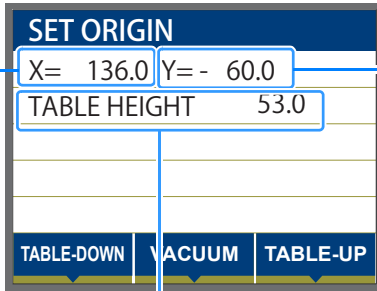 SET ORIGIN
X= 136.0 Y= - 60.0
TABLE HEIGHT 53.0
TABLE-DOWN VACUUM TABLE-UP